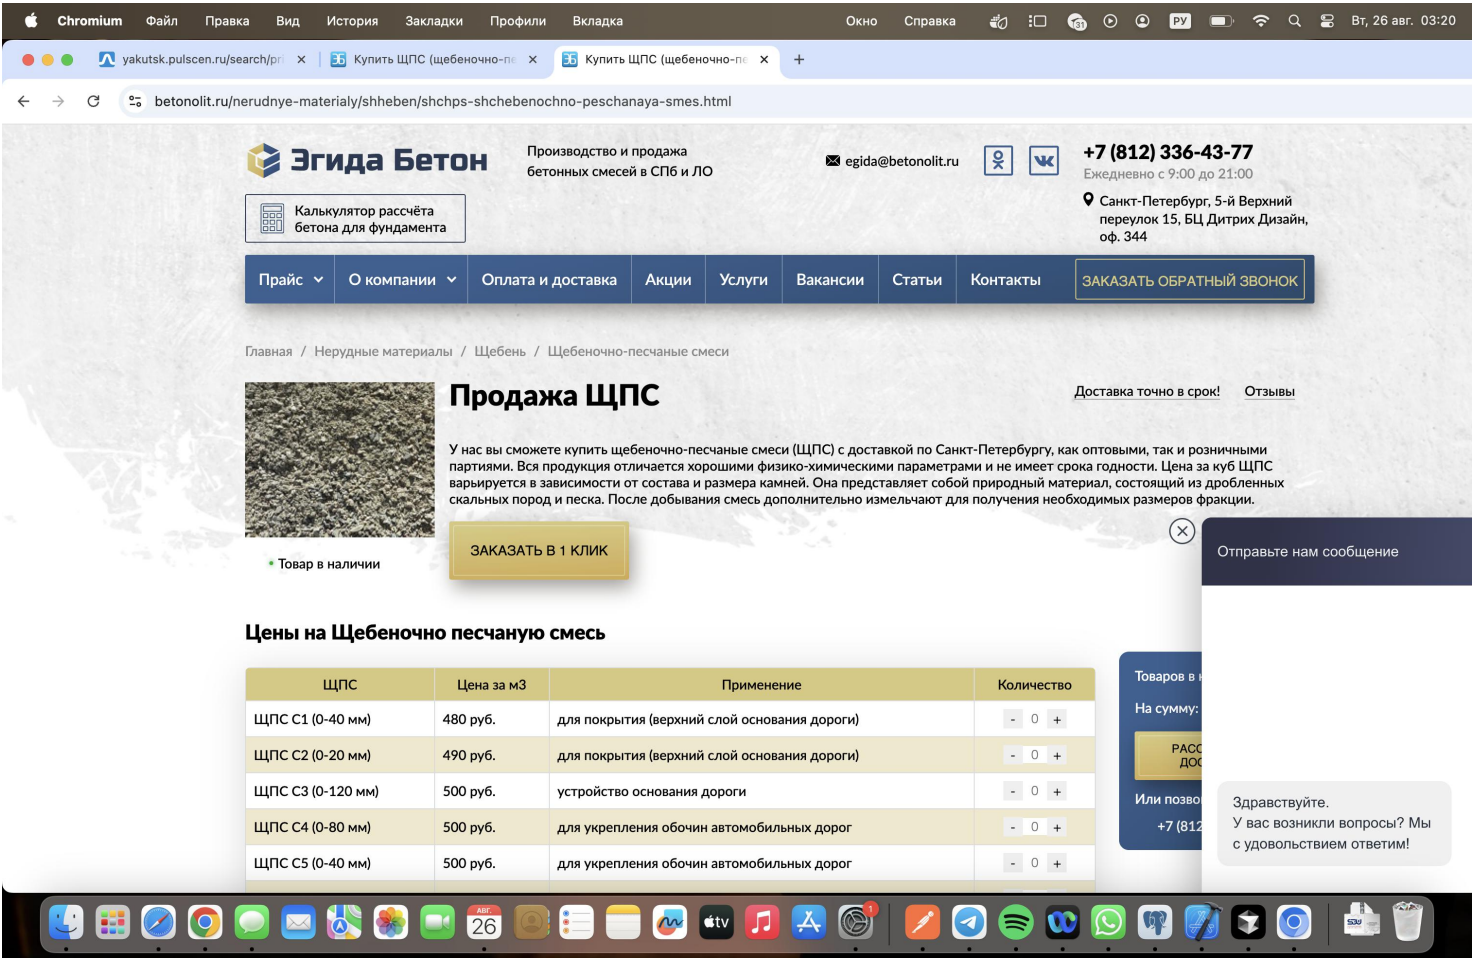 Chromium Файл Правка Вид История Закладки Профили Вкладка Окно Справка 31 РУ Вт, 26 авг. 03:20
yakutsk.pulscen.ru/search/pri Купить ЩПС (щебеночно-пе Купить ЩПС (щебеночно-пе
betonolit.ru/nerudnye-materialy/shheben/shchps-shchebenochno-peschanaya-smes.html
Эгида Бетон
Производство и продажа
бетонных смесей в СПб и ЛО
egida@betonolit.ru
+7 (812) 336-43-77
Ежедневно с 9:00 до 21:00
Санкт-Петербург, 5-й Верхний
переулок 15, БЦ Дитрих Дизайн,
оф. 344
Калькулятор рассчёта
бетона для фундамента
Прайс О компании Оплата и доставка Акции Услуги Вакансии Статьи Контакты ЗАКАЗАТЬ ОБРАТНЫЙ ЗВОНОК
Главная / Нерудные материалы / Щебень / Щебеночно-песчаные смеси
Продажа ЩПС
Доставка точно в срок! Отзывы
У нас вы сможете купить щебеночно-песчаные смеси (ЩПС) с доставкой по Санкт-Петербургу, как оптовыми, так и розничными
партиями. Вся продукция отличается хорошими физико-химическими параметрами и не имеет срока годности. Цена за куб ЩПС
варьируется в зависимости от состава и размера камней. Она представляет собой природный материал, состоящий из дробленных
скальных пород и песка. После добывания смесь дополнительно измельчают для получения необходимых размеров фракции.
ЗАКАЗАТЬ В 1 КЛИК
Товар в наличии
Цены на Щебеночно песчаную смесь
ЩПС Цена за м3 Применение Количество
ЩПС С1 (0-40 мм) 480 руб. для покрытия (верхний слой основания дороги) - 0 +
ЩПС С2 (0-20 мм) 490 руб. для покрытия (верхний слой основания дороги) - 0 +
ЩПС С3 (0-120 мм) 500 руб. устройство основания дороги - 0 +
ЩПС С4 (0-80 мм) 500 руб. для укрепления обочин автомобильных дорог - 0 +
ЩПС С5 (0-40 мм) 500 руб. для укрепления обочин автомобильных дорог - 0 +
Товаров в к
На сумму:
РАСС
ДОС
Или позво
+7 (812
Отправьте нам сообщение
Здравствуйте.
У вас возникли вопросы? Мы
с удовольствием ответим!
АВГ.
26
tv
1